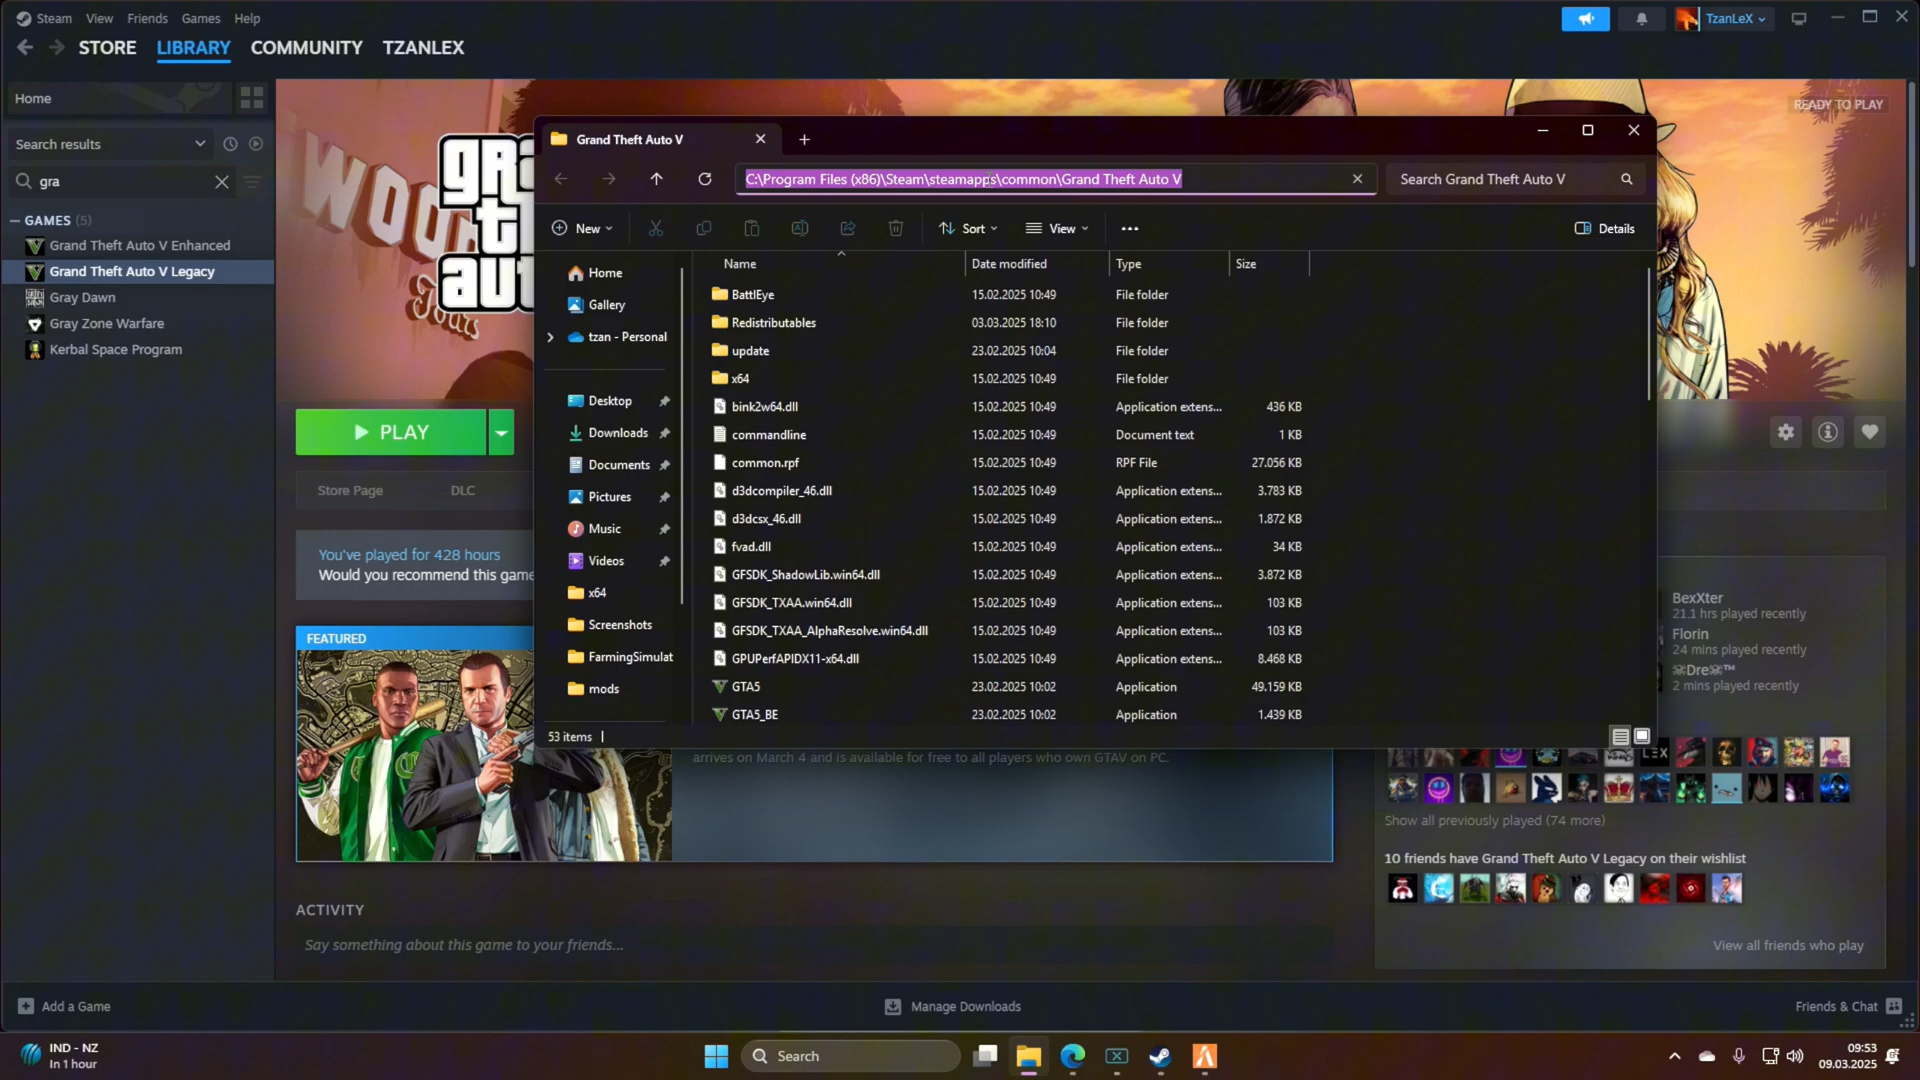 Steam View Friends Games Help
TzanLeX
STORE LIBRARY COMMUNITY TZANLEX
Home
READY TO PLAY
Search results
gra
GAMES (5)
Grand Theft Auto V Enhanced
Grand Theft Auto V Legacy
Gray Dawn
Gray Zone Warfare
Kerbal Space Program
Grand Theft Auto V
C:\Program Files (x86)\Steam\steamapps\common\Grand Theft Auto V
Search Grand Theft Auto V
New Sort View Details
Home
Gallery
tzan - Personal
Desktop
Downloads
Documents
Pictures
Music
Videos
x64
Screenshots
FarmingSimulat
mods
Name Date modified Type Size
BattlEye 15.02.2025 10:49 File folder
Redistributables 03.03.2025 18:10 File folder
update 23.02.2025 10:04 File folder
x64 15.02.2025 10:49 File folder
bink2w64.dll 15.02.2025 10:49 Application extens... 436 KB
commandline 15.02.2025 10:49 Document text 1 KB
common.rpf 15.02.2025 10:49 RPF File 27.056 KB
d3dcompiler_46.dll 15.02.2025 10:49 Application extens... 3.783 KB
d3dcsx_46.dll 15.02.2025 10:49 Application extens... 1.872 KB
fvad.dll 15.02.2025 10:49 Application extens... 34 KB
GFSDK_ShadowLib.win64.dll 15.02.2025 10:49 Application extens... 3.872 KB
GFSDK_TXAA.win64.dll 15.02.2025 10:49 Application extens... 103 KB
GFSDK_TXAA_AlphaResolve.win64.dll 15.02.2025 10:49 Application extens... 103 KB
GPUPerfAPIDX11-x64.dll 15.02.2025 10:49 Application extens... 8.468 KB
GTA5 23.02.2025 10:02 Application 49.159 KB
GTA5_BE 23.02.2025 10:02 Application 1.439 KB
53 items
PLAY
Store Page DLC
You've played for 428 hours
Would you recommend this game
FEATURED
arrives on March 4 and is available for free to all players who own GTAV on PC.
BexXter
21.1 hrs played recently
Florin
24 mins played recently
☠Dre☠™
2 mins played recently
Show all previously played (74 more)
10 friends have Grand Theft Auto V Legacy on their wishlist
View all friends who play
ACTIVITY
Say something about this game to your friends...
Add a Game
Manage Downloads
Friends & Chat
IND - NZ
In 1 hour
Search
09:53
09.03.2025